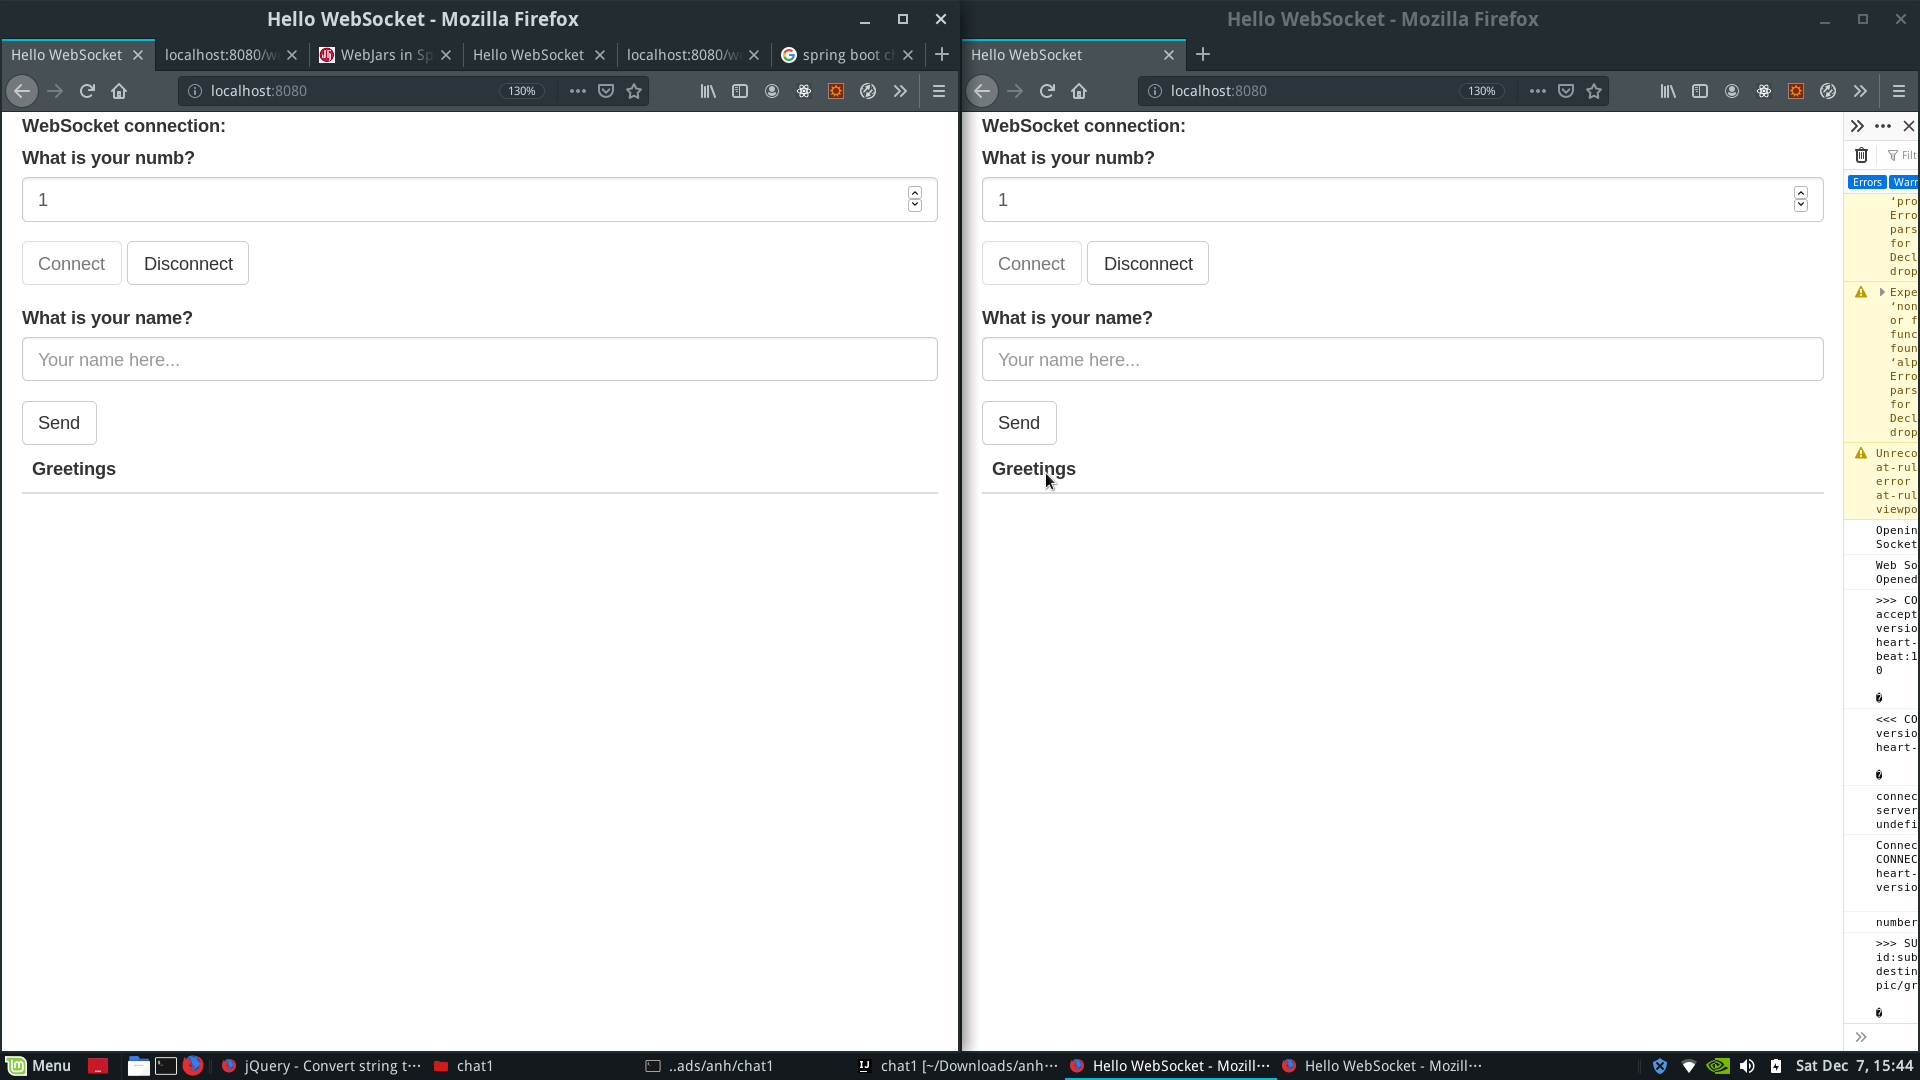 Hello WebSocket - Mozilla Firefox
Hello WebSocket
localhost:8080/w
WebJars in Sp
Hello WebSocket
localhost:8080/w
spring boot c
localhost:8080
130%
WebSocket connection:
What is your numb?
1
Connect
Disconnect
What is your name?
Your name here...
Send
Greetings
Hello WebSocket - Mozilla Firefox
Hello WebSocket
localhost:8080
130%
WebSocket connection:
What is your numb?
1
Connect
Disconnect
What is your name?
Your name here...
Send
Greetings
Filt
Errors
Warr
‘pro
Erro
pars
for
Decl
drop
Expe
‘non
or f
func
foun
‘alp
Erro
pars
for
Decl
drop
Unreco
at-rul
error
at-rul
viewpo
Openin
Socket
Web So
Opened
>>> CO
accept
versio
heart-
beat:1
0
<<< CO
versio
heart-
connec
server
undefi
Connec
CONNEC
heart-
versio
number
>>> SU
id:sub
destin
pic/gr
Menu
jQuery - Convert string t···
chat1
..ads/anh/chat1
chat1 [~/Downloads/anh···
Hello WebSocket - Mozill···
Hello WebSocket - Mozill···
Sat Dec 7, 15:44